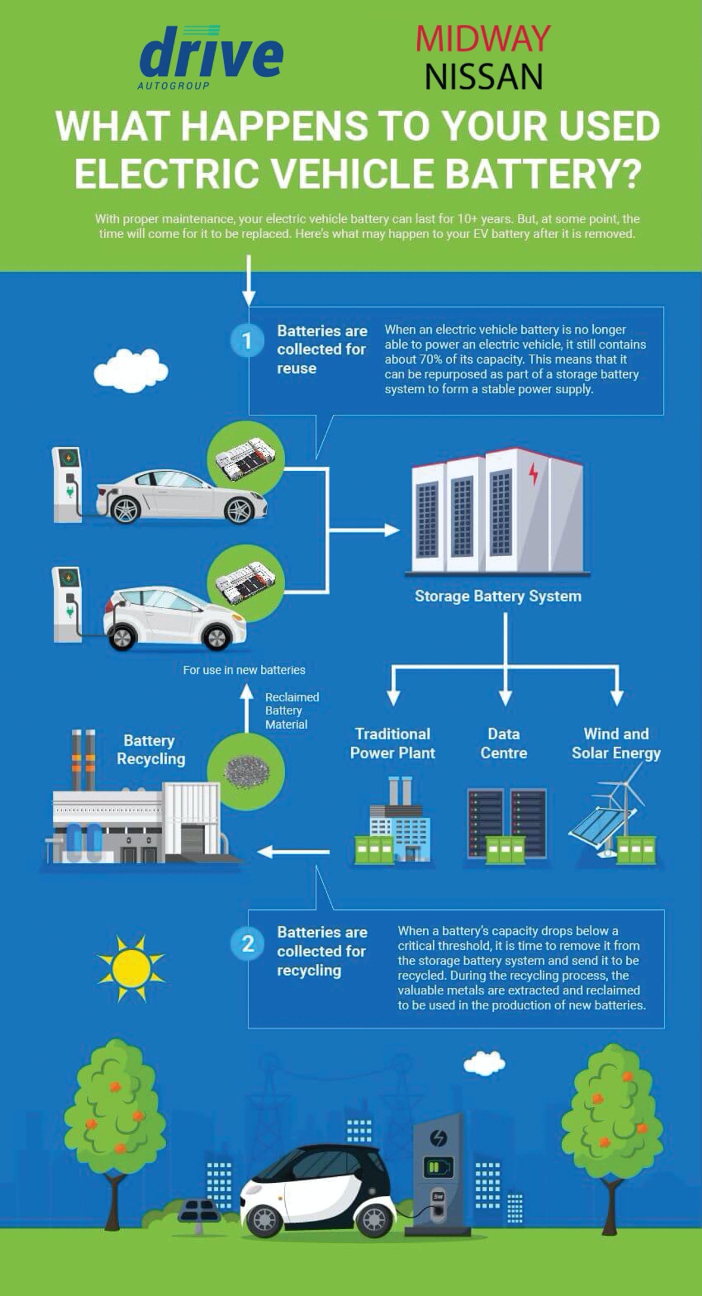 drive
AUTOGROUP
MIDWAY
NISSAN
WHAT HAPPENS TO YOUR USED
ELECTRIC VEHICLE BATTERY?
With proper maintenance, your electric vehicle battery can last for 10+ years. But, at some point, the
time will come for it to be replaced. Here's what may happen to your EV battery after it is removed.
1
Batteries are
collected for
reuse
When an electric vehicle battery is no longer
able to power an electric vehicle, it still contains
about 70% of its capacity. This means that it
can be repurposed as part of a storage battery
system to form a stable power supply.
Storage Battery System
For use in new batteries
Reclaimed
Battery
Material
Battery
Recycling
Traditional
Power Plant
Data
Centre
Wind and
Solar Energy
2
Batteries are
collected for
recycling
When a battery's capacity drops below a
critical threshold, it is time to remove it from
the storage battery system and send it to be
recycled. During the recycling process, the
valuable metals are extracted and reclaimed
to be used in the production of new batteries.